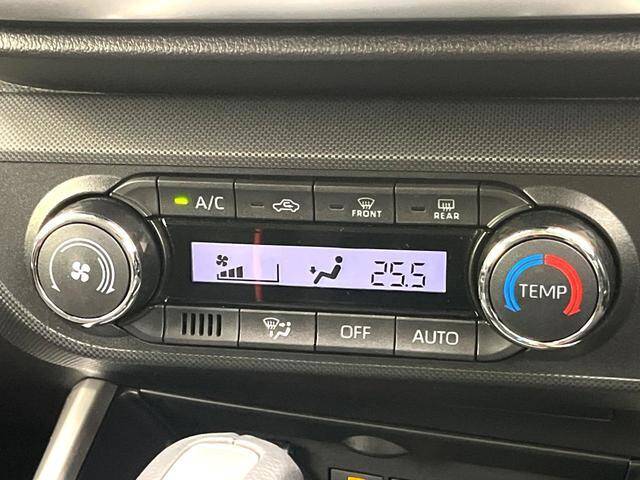 A/C
FRONT
REAR
25.5
TEMP
OFF
AUTO